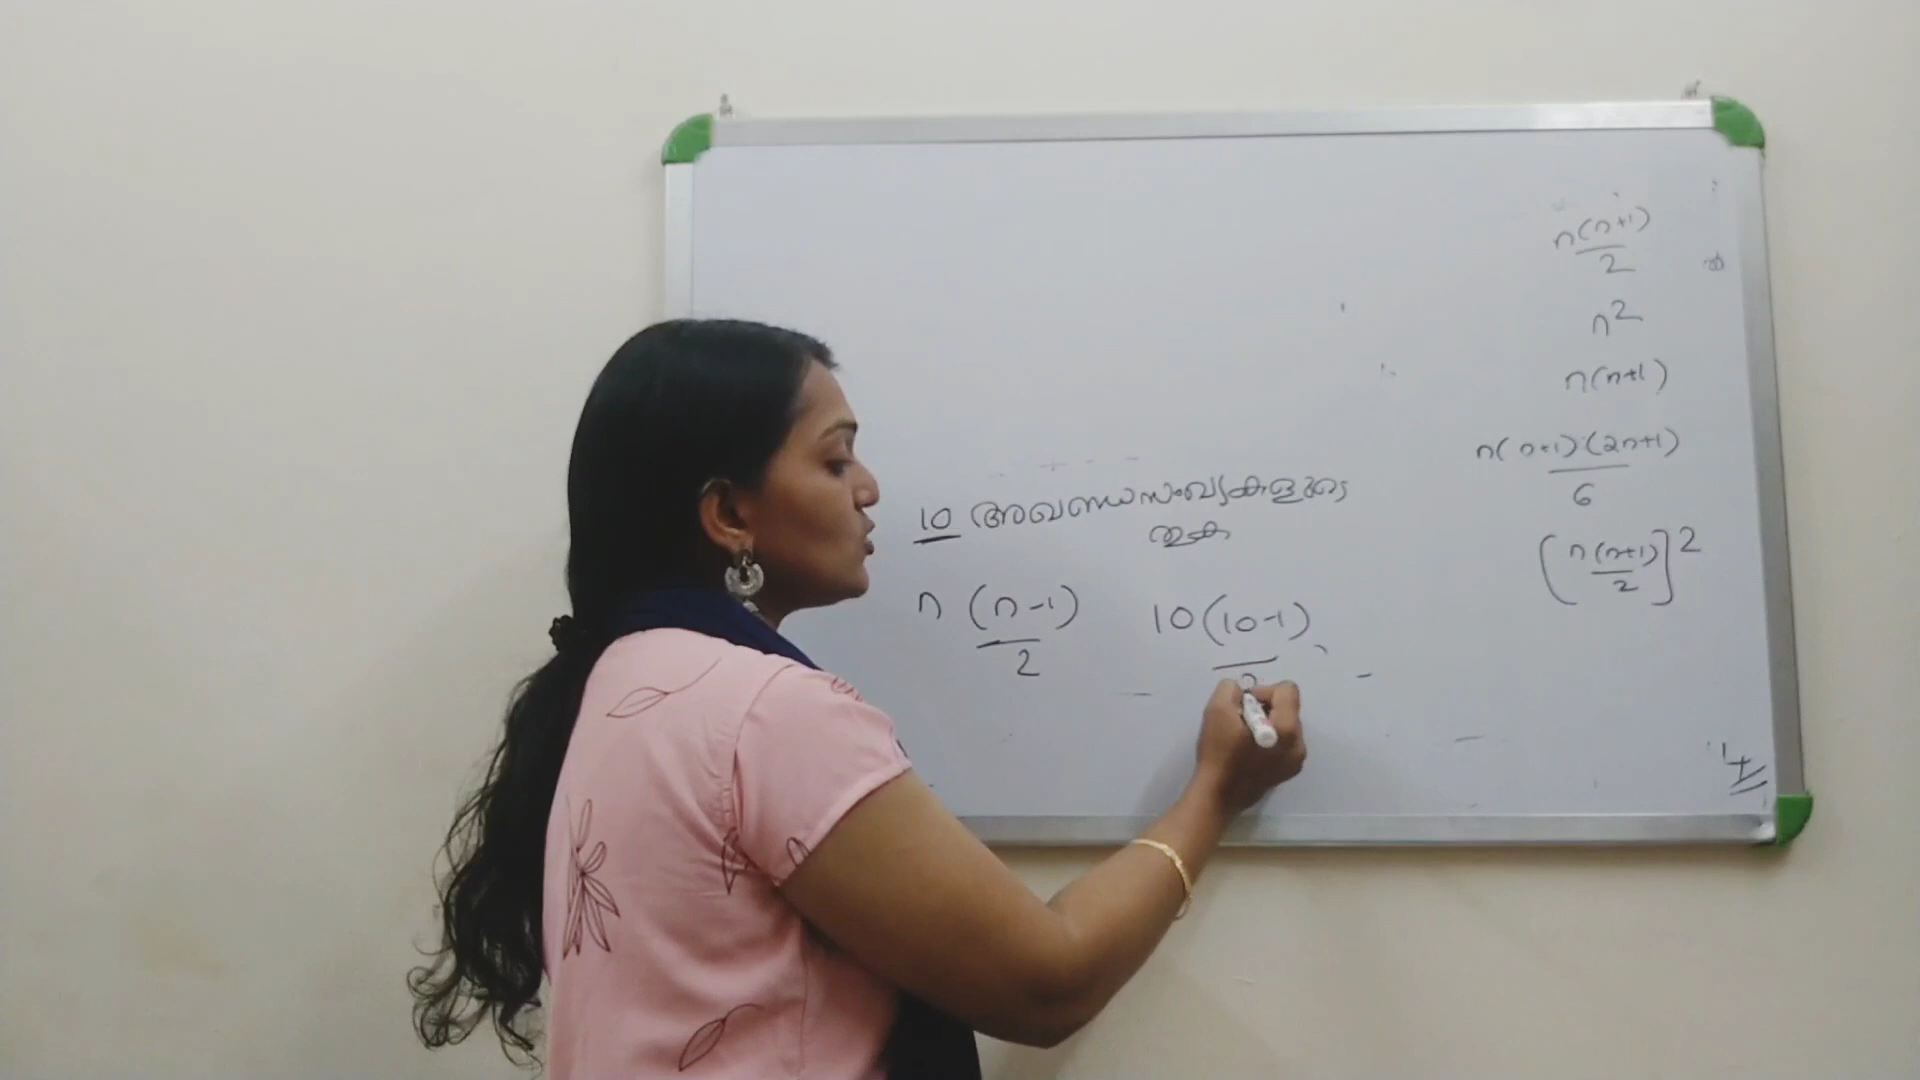 10 അഖണ്ഡസംഖ്യകളുടെ
തുക
n (n-1)
2
10(10-1)
n(n+1)
2
n²
n(n+1)
n(n+1)(2n+1)
6
[n(n+1)]²
2